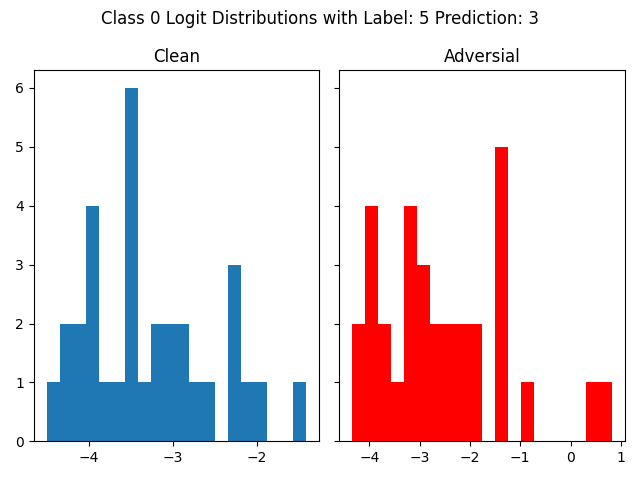 Class 0 Logit Distributions with Label: 5 Prediction: 3
Clean
Adversial
6
5
4
3
2
1
0
−4 −3 −2
−4 −3 −2 −1 0 1